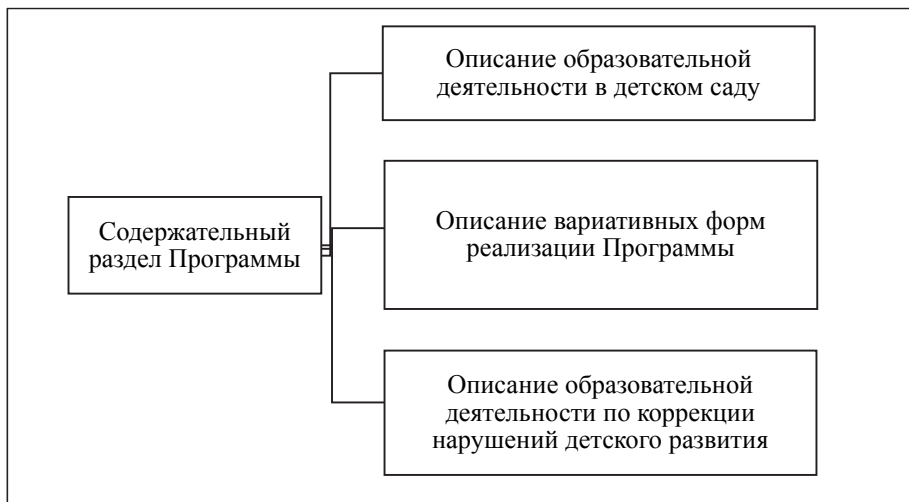 Содержательный
раздел Программы
Описание образовательной
деятельности в детском саду
Описание вариативных форм
реализации Программы
Описание образовательной
деятельности по коррекции
нарушений детского развития